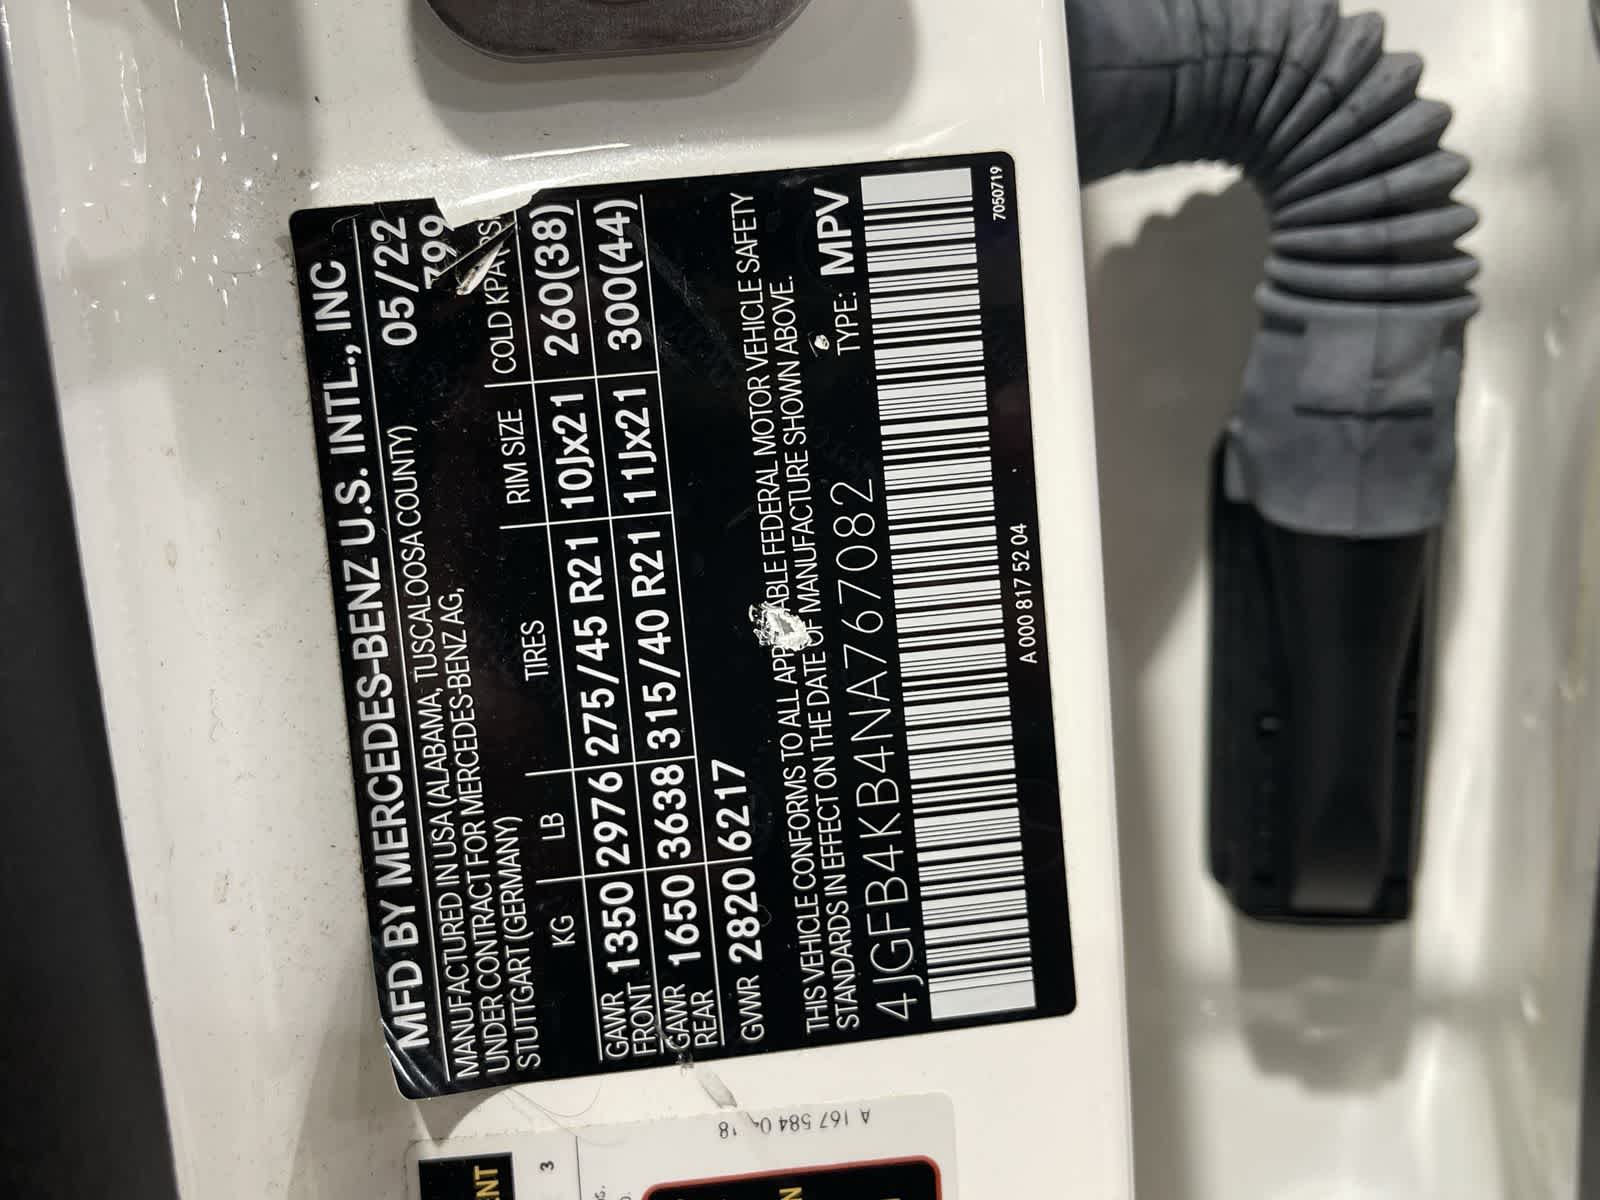 MFD BY MERCEDES-BENZ U.S. INTL., INC
MANUFACTURED IN USA (ALABAMA, TUSCALOOSA COUNTY) 05/22
UNDER CONTRACT FOR MERCEDES-BENZ AG, 799
STUTTGART (GERMANY)
KG LB TIRES RIM SIZE COLD KPA
GAWR FRONT 1350 2976 275/45 R21 10Jx21 260(38)
GAWR REAR 1650 3638 315/40 R21 11Jx21 300(44)
GVWR 2820 6217
THIS VEHICLE CONFORMS TO ALL FEDERAL MOTOR VEHICLE SAFETY
STANDARDS IN EFFECT ON THE DATE OF MANUFACTURE SHOWN ABOVE.
4JGFB4KB4NA767082 TYPE: MPV
A 000 817 52 04
7050719
A 167 584 0 18
3